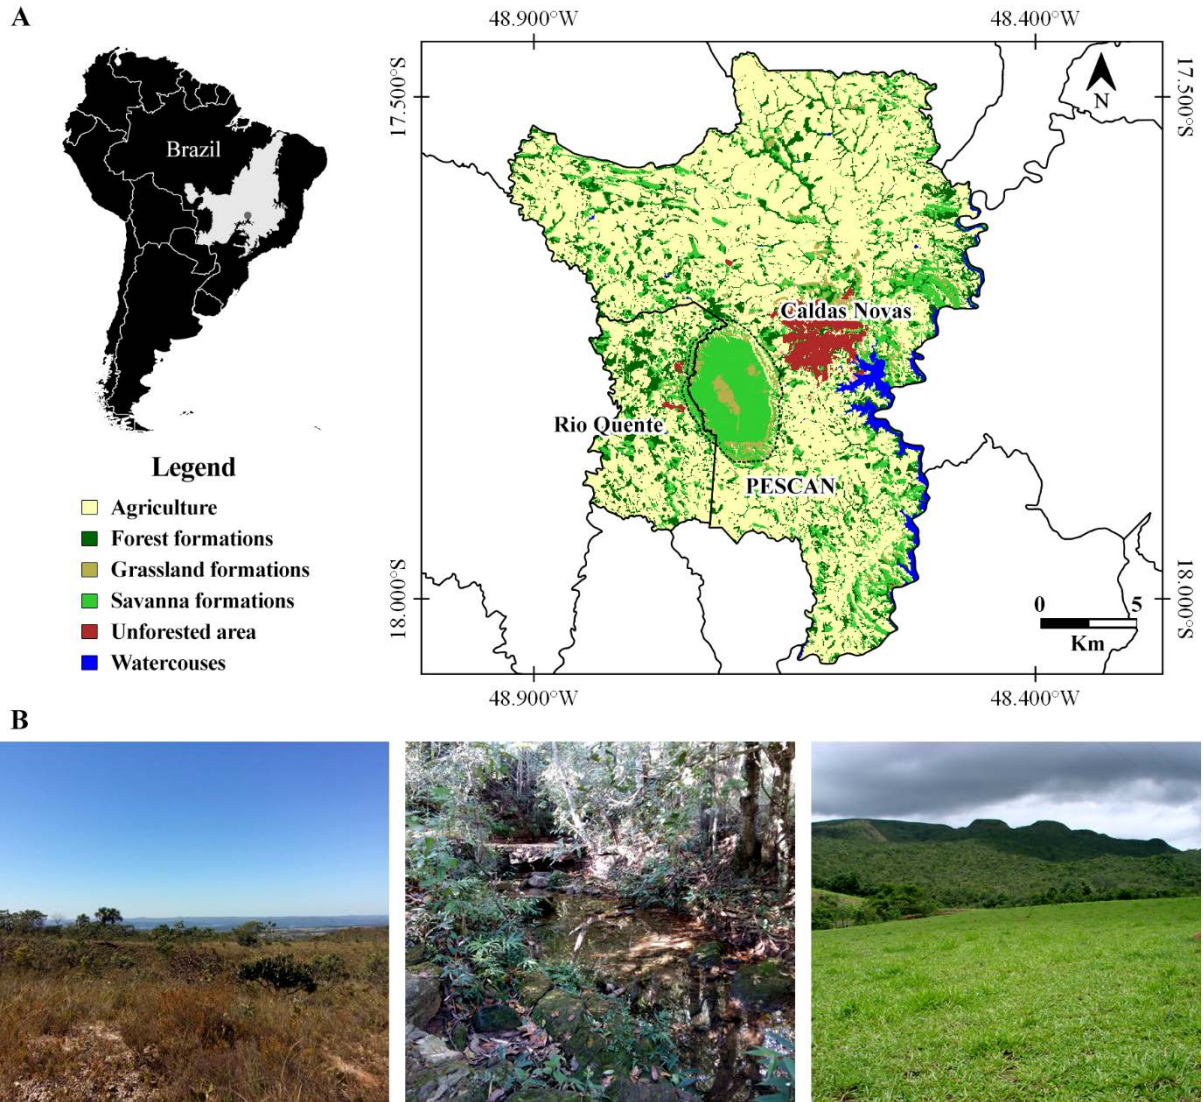 A
48.900°W
48.400°W
17.500°S
17.500°S
N
Brazil
Caldas Novas
Rio Quente
PESCAN
Legend
Agriculture
Forest formations
Grassland formations
Savanna formations
Unforested area
Watercouses
18.000°S
18.000°S
0 5
Km
48.900°W
48.400°W
B